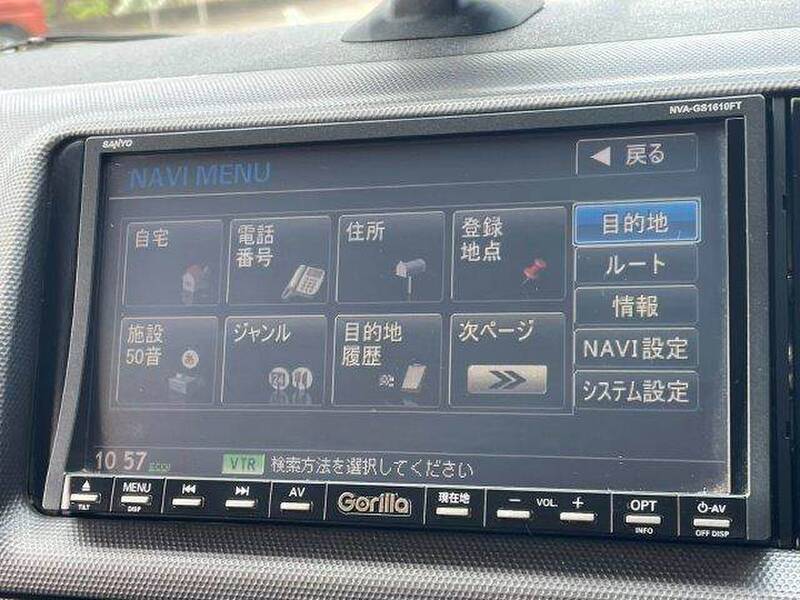 NVA-GS1610FT
SANYO
NAVI MENU
戻る
自宅
電話
番号
住所
登録
地点
目的地
ルート
情報
NAVI設定
システム設定
施設
50音
あ
ジャンル
目的地
履歴
次ページ
10 57
VTR 検索方法を選択してください
MENU
AV
Gorilla
現在地
− VOL. +
OPT
-AV
TILT
DISP
INFO
OFF DISP